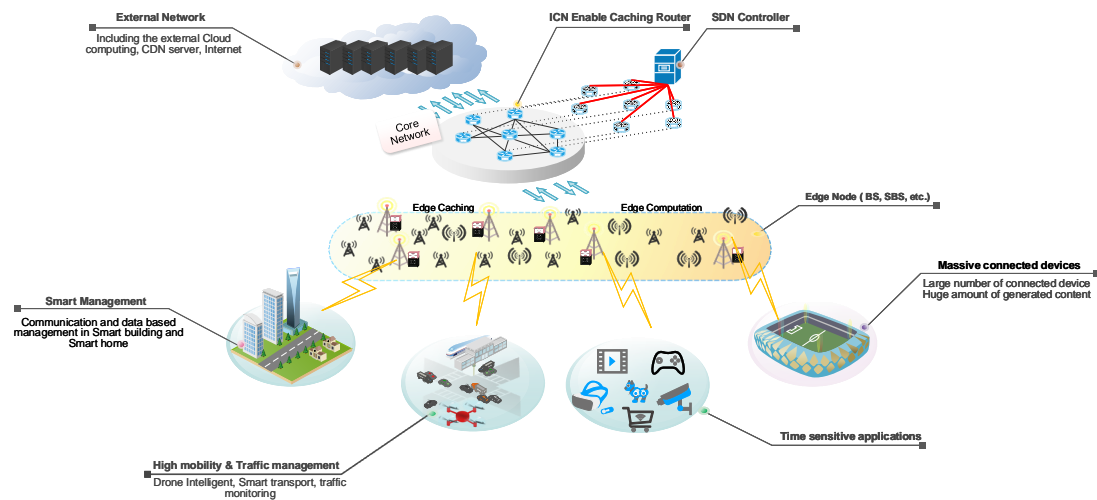 External Network
Including the external Cloud
computing, CDN server, Internet
ICN Enable Caching Router
SDN Controller
Core
Network
Edge Caching
Edge Computation
Edge Node ( BS, SBS, etc.)
Massive connected devices
Large number of connected device
Huge amount of generated content
Smart Management
Communication and data based
management in Smart building and
Smart home
Time sensitive applications
High mobility & Traffic management
Drone Intelligent, Smart transport, traffic
monitoring